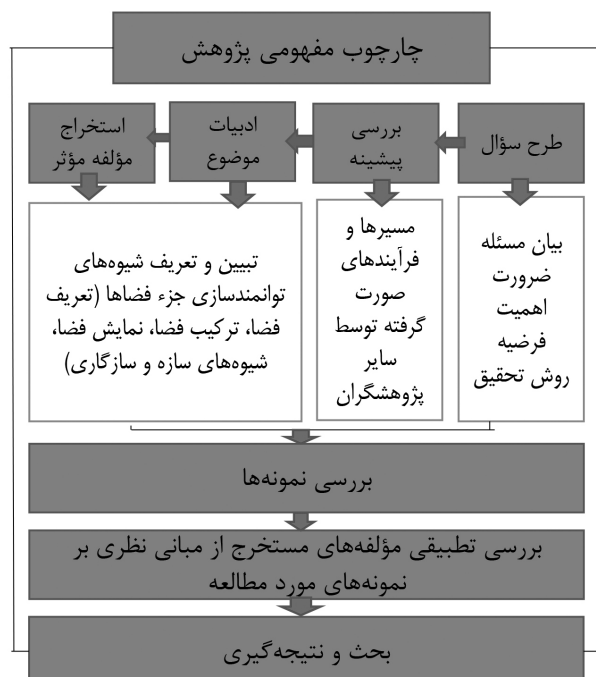 چارچوب مفهومی پژوهش
طرح سؤال
بررسی
پیشینه
ادبیات
موضوع
استخراج
مؤلفه مؤثر
بیان مسئله
ضرورت
اهمیت
فرضیه
روش تحقیق
مسیرها و
فرآیندهای
صورت
گرفته توسط
سایر
پژوهشگران
تبیین و تعریف شیوه‌های
توانمندسازی جزء فضاها (تعریف
فضا، ترکیب فضا، نمایش فضا،
شیوه‌های سازه و سازگاری)
بررسی نمونه‌ها
بررسی تطبیقی مؤلفه‌های مستخرج از مبانی نظری بر
نمونه‌های مورد مطالعه
بحث و نتیجه‌گیری